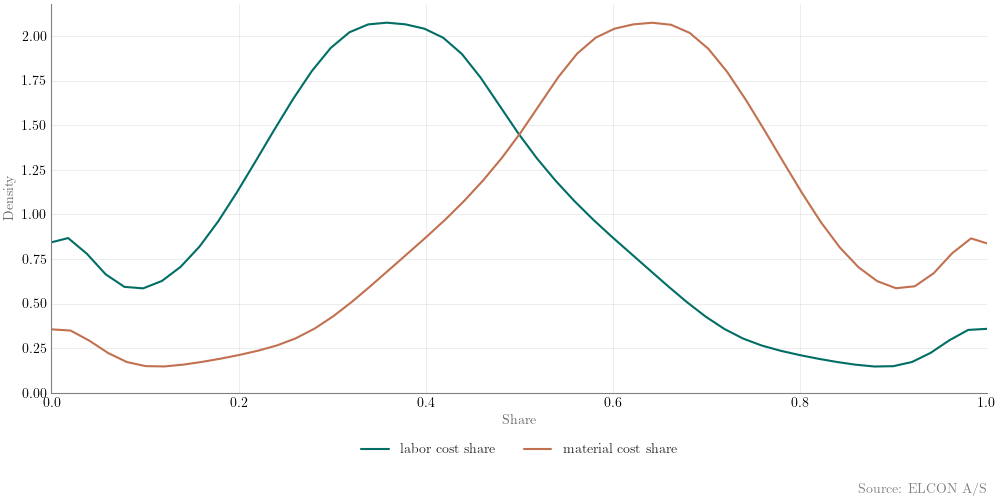 2.00
1.75
1.50
1.25
1.00
0.75
0.50
0.25
0.00
Density
0.0 0.2 0.4 0.6 0.8 1.0
Share
labor cost share material cost share
Source: ELCON A/S